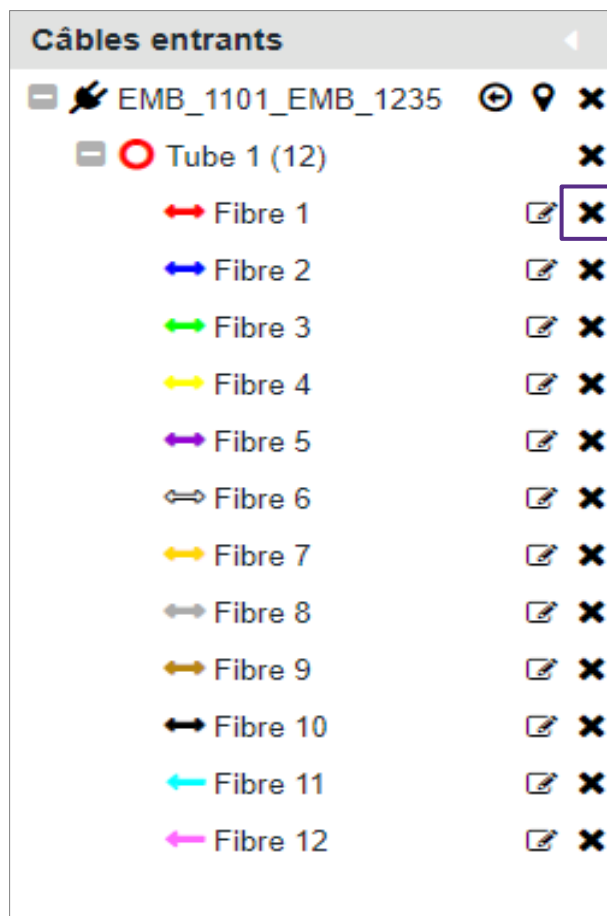 Câbles entrants
EMB_1101_EMB_1235
Tube 1 (12)
Fibre 1
Fibre 2
Fibre 3
Fibre 4
Fibre 5
Fibre 6
Fibre 7
Fibre 8
Fibre 9
Fibre 10
Fibre 11
Fibre 12